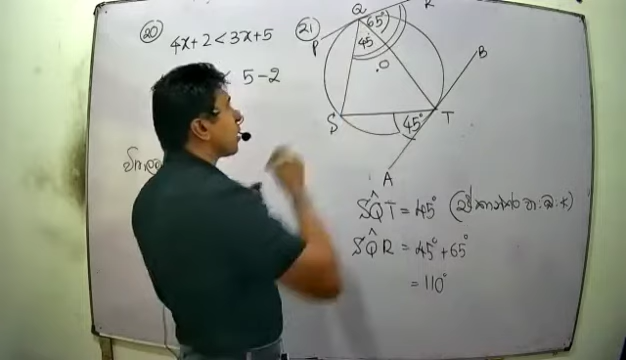 20
4x + 2 < 3x + 5
< 5 - 2
21
Q
R
65°
P
45
B
O
S
45°
T
A
SQ̂T = 45°
SQ̂R = 45° + 65°
= 110°